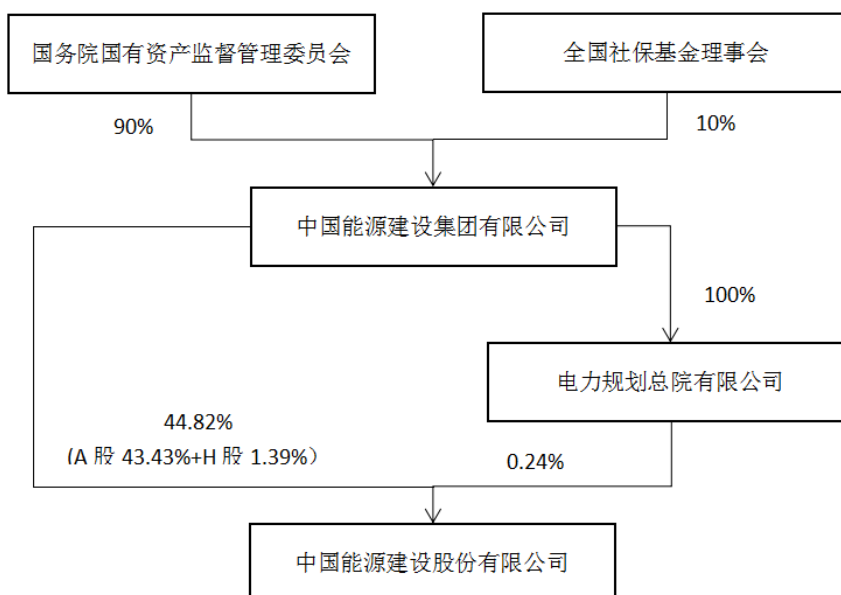 国务院国有资产监督管理委员会
全国社保基金理事会
90%
10%
中国能源建设集团有限公司
100%
电力规划总院有限公司
44.82%
(A 股 43.43%+H 股 1.39%）
0.24%
中国能源建设股份有限公司